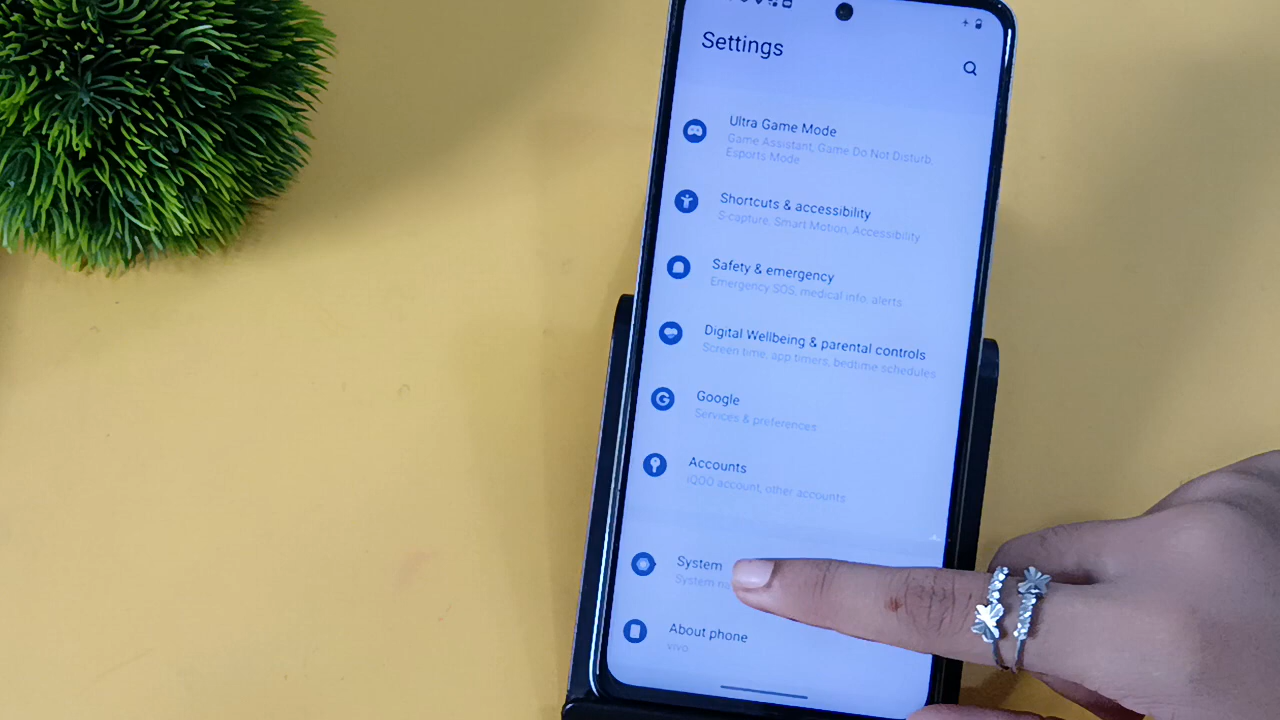 Settings
Ultra Game Mode
Game Assistant, Game Do Not Disturb,
Esports Mode
Shortcuts & accessibility
S-capture, Smart Motion, Accessibility
Safety & emergency
Emergency SOS, medical info, alerts
Digital Wellbeing & parental controls
Screen time, app timers, bedtime schedules
Google
Services & preferences
Accounts
iQOO account, other accounts
System
System
About phone
vivo